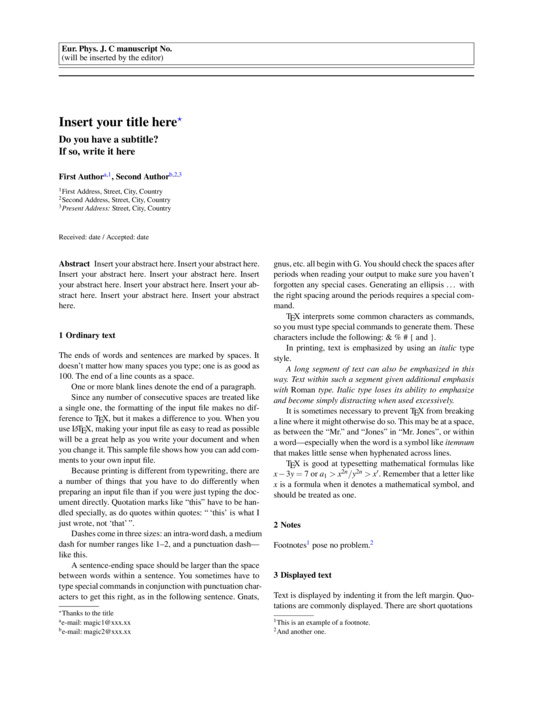 Eur. Phys. J. C manuscript No.
(will be inserted by the editor)
Insert your title here⋆
Do you have a subtitle?
If so, write it here
First Author a,1, Second Author b,2,3
1First Address, Street, City, Country
2Second Address, Street, City, Country
3Present Address: Street, City, Country
Received: date / Accepted: date
Abstract Insert your abstract here. Insert your abstract here.
Insert your abstract here. Insert your abstract here. Insert
your abstract here. Insert your abstract here. Insert your ab-
stract here. Insert your abstract here. Insert your abstract
here.
1 Ordinary text
The ends of words and sentences are marked by spaces. It
doesn't matter how many spaces you type; one is as good as
100. The end of a line counts as a space.
One or more blank lines denote the end of a paragraph.
Since any number of consecutive spaces are treated like
a single one, the formatting of the input file makes no dif-
ference to TEX, but it makes a difference to you. When you
use LATEX, making your input file as easy to read as possible
will be a great help as you write your document and when
you change it. This sample file shows how you can add com-
ments to your own input file.
Because printing is different from typewriting, there are
a number of things that you have to do differently when
preparing an input file than if you were just typing the doc-
ument directly. Quotation marks like “this” have to be han-
dled specially, as do quotes within quotes: “ ‘this’ is what I
just wrote, not ‘that’ ”.
Dashes come in three sizes: an intra-word dash, a medium
dash for number ranges like 1–2, and a punctuation dash—
like this.
A sentence-ending space should be larger than the space
between words within a sentence. You sometimes have to
type special commands in conjunction with punctuation char-
acters to get this right, as in the following sentence. Gnats,
⋆Thanks to the title
ae-mail: magic1@xxx.xx
be-mail: magic2@xxx.xx
gnus, etc. all begin with G. You should check the spaces after
periods when reading your output to make sure you haven't
forgotten any special cases. Generating an ellipsis … with
the right spacing around the periods requires a special com-
mand.
TEX interprets some common characters as commands,
so you must type special commands to generate them. These
characters include the following: & % # { and }.
In printing, text is emphasized by using an italic type
style.
A long segment of text can also be emphasized in this
way. Text within such a segment given additional emphasis
with Roman type. Italic type loses its ability to emphasize
and become simply distracting when used excessively.
It is sometimes necessary to prevent TEX from breaking
a line where it might otherwise do so. This may be at a space,
as between the “Mr.” and “Jones” in “Mr. Jones”, or within
a word—especially when the word is a symbol like itemnum
that makes little sense when hyphenated across lines.
TEX is good at typesetting mathematical formulas like
x − 3y = 7 or a₁ > x²ⁿ/y²ⁿ > x′. Remember that a letter like
x is a formula when it denotes a mathematical symbol, and
should be treated as one.
2 Notes
Footnotes1 pose no problem.2
3 Displayed text
Text is displayed by indenting it from the left margin. Quo-
tations are commonly displayed. There are short quotations
1This is an example of a footnote.
2And another one.